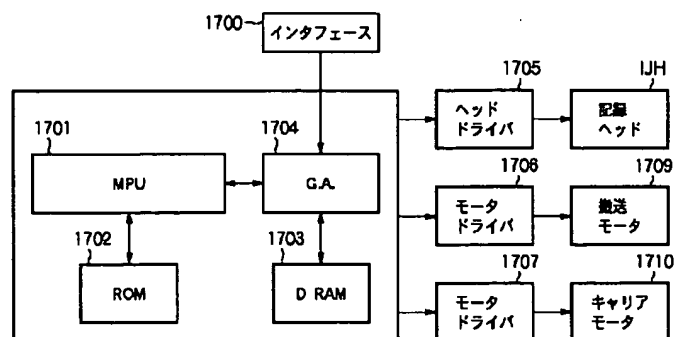 1700
インタフェース
1705
IJH
1701
1704
ヘッド
ドライバ
記録
ヘッド
MPU
G.A.
1706
1709
モータ
ドライバ
搬送
モータ
1702
1703
ROM
D RAM
1707
1710
モータ
ドライバ
キャリア
モータ